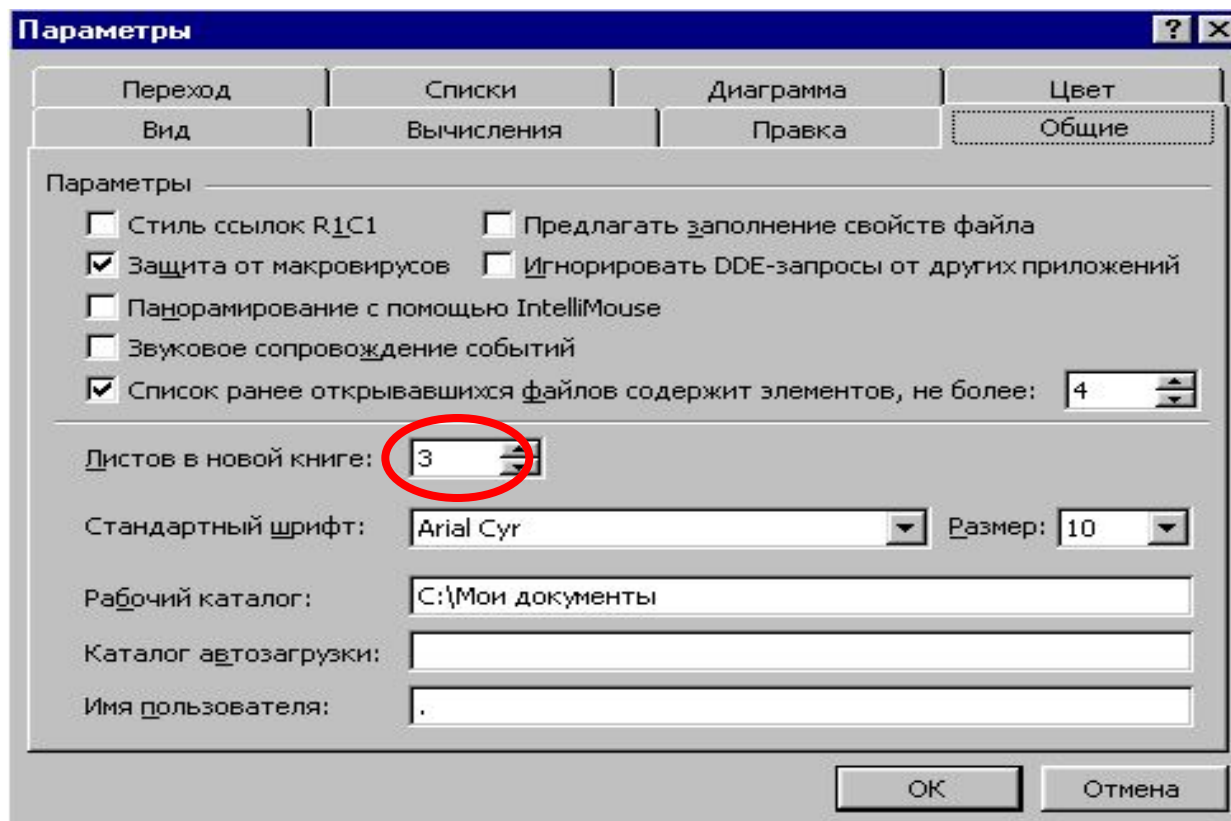 Параметры
Переход Списки Диаграмма Цвет
Вид Вычисления Правка Общие
Параметры
Стиль ссылок R1C1 Предлагать заполнение свойств файла
Защита от макровирусов Игнорировать DDE-запросы от других приложений
Панорамирование с помощью IntelliMouse
Звуковое сопровождение событий
Список ранее открывавшихся файлов содержит элементов, не более: 4
Листов в новой книге: 3
Стандартный шрифт: Arial Cyr Размер: 10
Рабочий каталог: C:\Мои документы
Каталог автозагрузки:
Имя пользователя: .
ОК Отмена